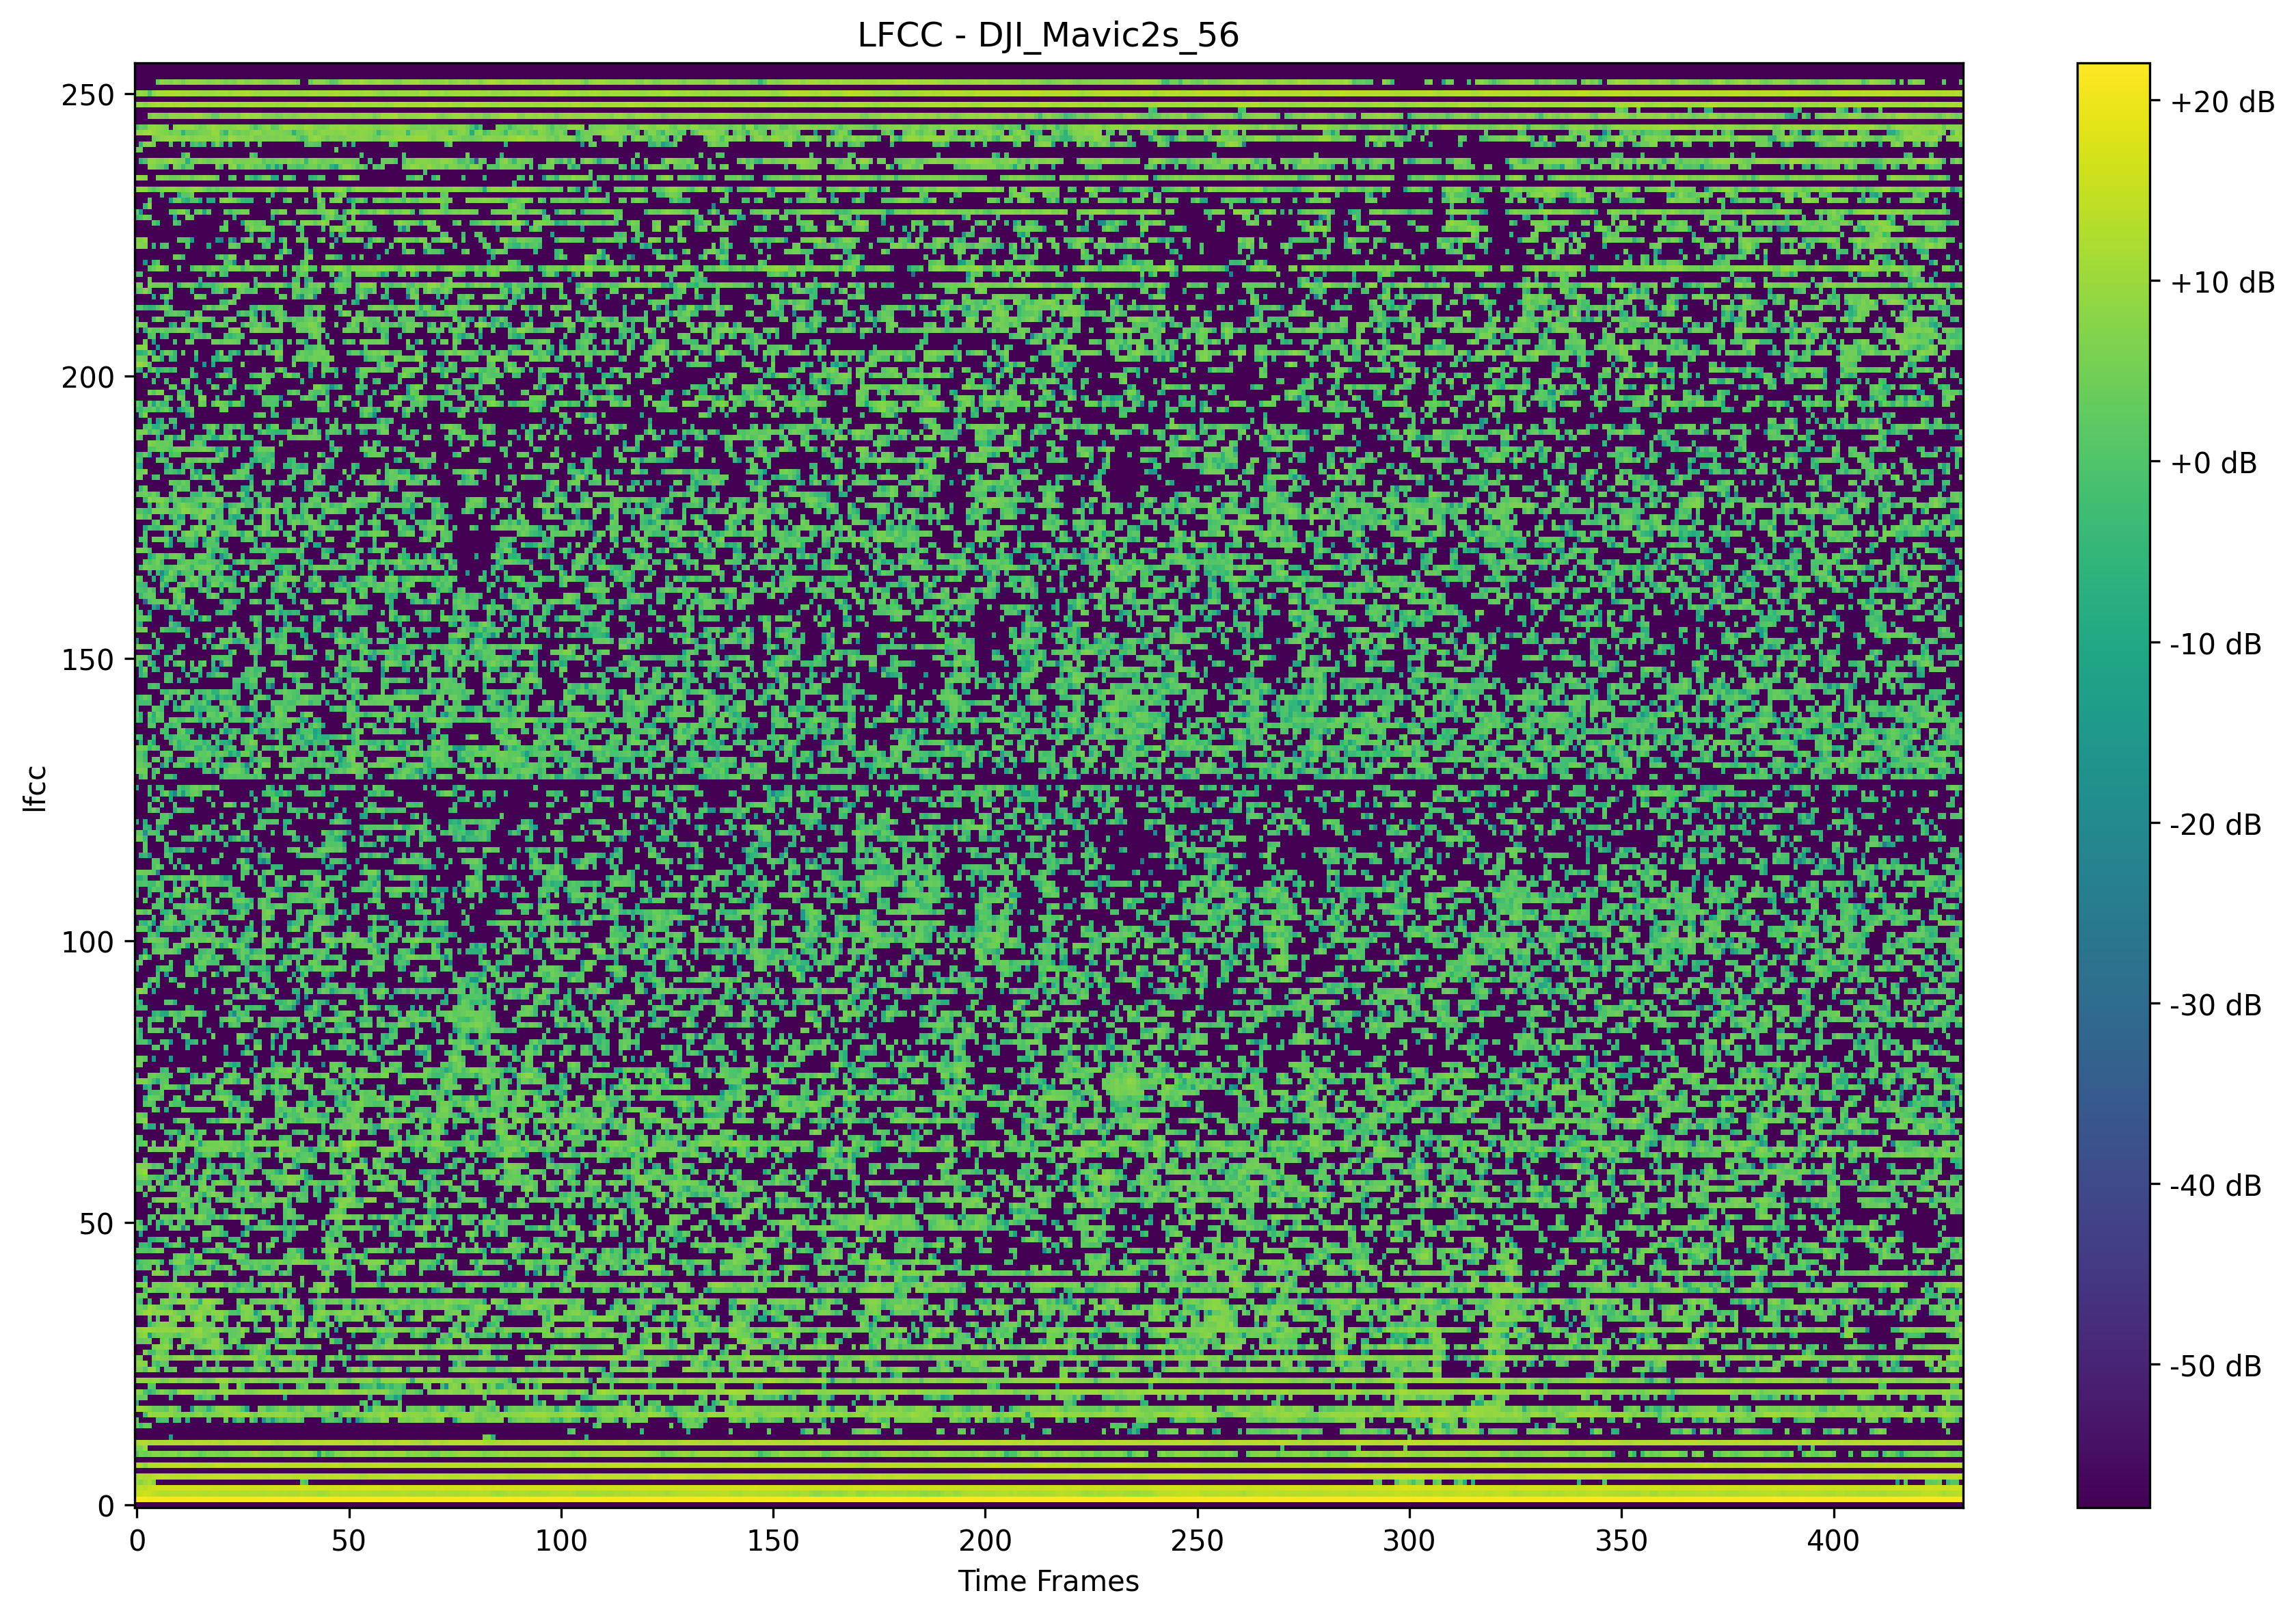 LFCC - DJI_Mavic2s_56
250
200
150
100
50
0
lfcc
0 50 100 150 200 250 300 350 400
Time Frames
+20 dB
+10 dB
+0 dB
-10 dB
-20 dB
-30 dB
-40 dB
-50 dB